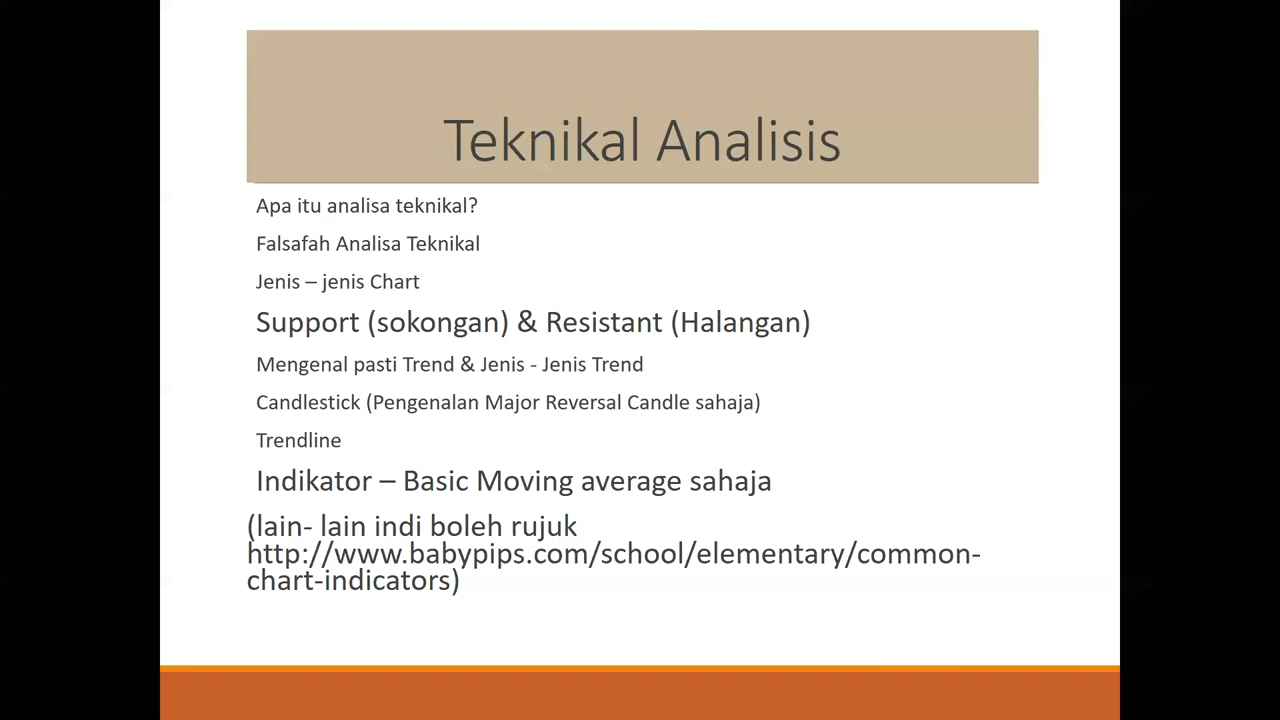 Teknikal Analisis
Apa itu analisa teknikal?
Falsafah Analisa Teknikal
Jenis – jenis Chart
Support (sokongan) & Resistant (Halangan)
Mengenal pasti Trend & Jenis - Jenis Trend
Candlestick (Pengenalan Major Reversal Candle sahaja)
Trendline
Indikator – Basic Moving average sahaja
(lain- lain indi boleh rujuk
http://www.babypips.com/school/elementary/common-
chart-indicators)